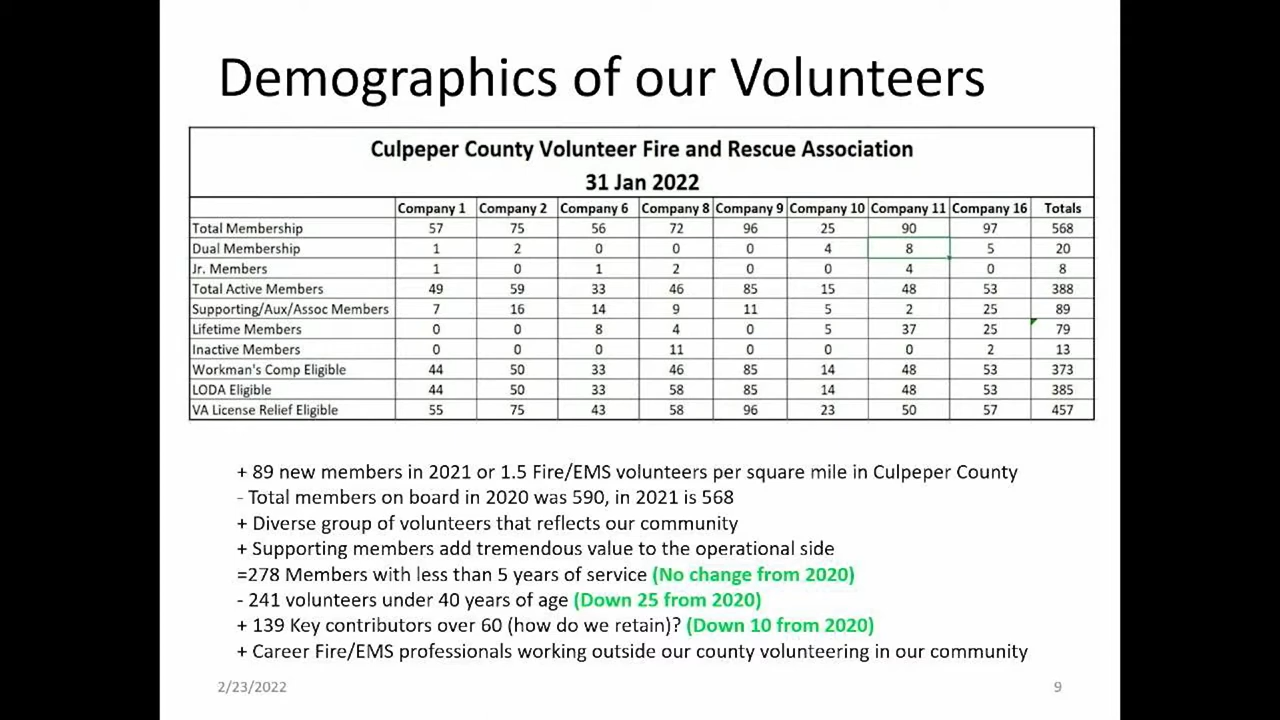 Demographics of our Volunteers
Culpeper County Volunteer Fire and Rescue Association
31 Jan 2022
Company 1 Company 2 Company 6 Company 8 Company 9 Company 10 Company 11 Company 16 Totals
Total Membership 57 75 56 72 96 25 90 97 568
Dual Membership 1 2 0 0 0 4 8 5 20
Jr. Members 1 0 1 2 0 0 4 0 8
Total Active Members 49 59 33 46 85 15 48 53 388
Supporting/Aux/Assoc Members 7 16 14 9 11 5 2 25 89
Lifetime Members 0 0 8 4 0 5 37 25 79
Inactive Members 0 0 0 11 0 0 0 2 13
Workman's Comp Eligible 44 50 33 46 85 14 48 53 373
LODA Eligible 44 50 33 58 85 14 48 53 385
VA License Relief Eligible 55 75 43 58 96 23 50 57 457
+ 89 new members in 2021 or 1.5 Fire/EMS volunteers per square mile in Culpeper County
- Total members on board in 2020 was 590, in 2021 is 568
+ Diverse group of volunteers that reflects our community
+ Supporting members add tremendous value to the operational side
=278 Members with less than 5 years of service (No change from 2020)
- 241 volunteers under 40 years of age (Down 25 from 2020)
+ 139 Key contributors over 60 (how do we retain)? (Down 10 from 2020)
+ Career Fire/EMS professionals working outside our county volunteering in our community
2/23/2022 9